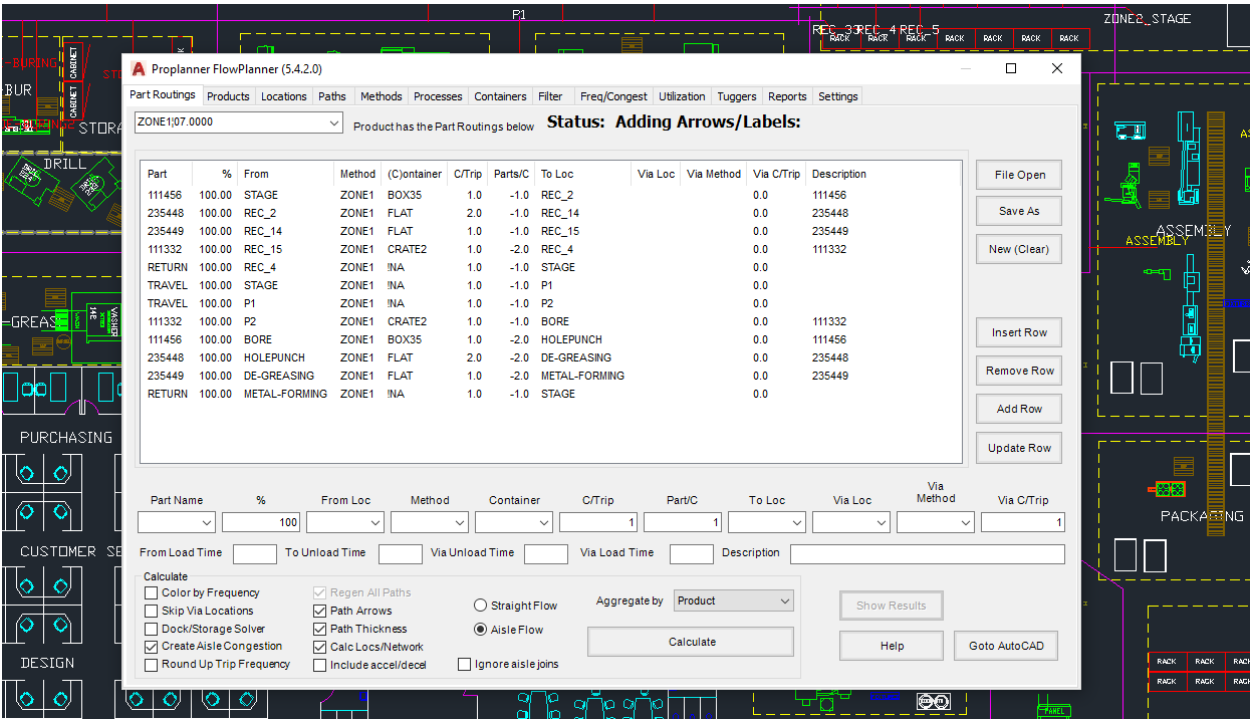 P1
ZONE2_STAGE
REC_33REC_4 REC_5
RACK RACK RACK RACK RACK RACK RACK
-BURING
CABINET
BUR
CABINET
STORA
DRILL
-GREAS
WASHER
PURCHASING
CUSTOMER SE
DESIGN
Proplanner FlowPlanner (5.4.2.0)
Part Routings Products Locations Paths Methods Processes Containers Filter Freq/Congest Utilization Tuggers Reports Settings
ZONE1¦07.0000 Product has the Part Routings below Status: Adding Arrows/Labels:
Part % From Method (C)ontainer C/Trip Parts/C To Loc Via Loc Via Method Via C/Trip Description
111456 100.00 STAGE ZONE1 BOX35 1.0 -1.0 REC_2 0.0 111456
235448 100.00 REC_2 ZONE1 FLAT 2.0 -1.0 REC_14 0.0 235448
235449 100.00 REC_14 ZONE1 FLAT 1.0 -1.0 REC_15 0.0 235449
111332 100.00 REC_15 ZONE1 CRATE2 1.0 -2.0 REC_4 0.0 111332
RETURN 100.00 REC_4 ZONE1 !NA 1.0 -1.0 STAGE 0.0
TRAVEL 100.00 STAGE ZONE1 !NA 1.0 -1.0 P1 0.0
TRAVEL 100.00 P1 ZONE1 !NA 1.0 -1.0 P2 0.0
111332 100.00 P2 ZONE1 CRATE2 1.0 -1.0 BORE 0.0 111332
111456 100.00 BORE ZONE1 BOX35 1.0 -2.0 HOLEPUNCH 0.0 111456
235448 100.00 HOLEPUNCH ZONE1 FLAT 2.0 -2.0 DE-GREASING 0.0 235448
235449 100.00 DE-GREASING ZONE1 FLAT 1.0 -2.0 METAL-FORMING 0.0 235449
RETURN 100.00 METAL-FORMING ZONE1 !NA 1.0 -1.0 STAGE 0.0
File Open
Save As
New (Clear)
Insert Row
Remove Row
Add Row
Update Row
Part Name % From Loc Method Container C/Trip Part/C To Loc Via Loc Via Method Via C/Trip
100 1 1 1
From Load Time To Unload Time Via Unload Time Via Load Time Description
Calculate
Color by Frequency
Skip Via Locations
Dock/Storage Solver
Create Aisle Congestion
Round Up Trip Frequency
Regen All Paths
Path Arrows
Path Thickness
Calc Locs/Network
Include accel/decel
Straight Flow
Aisle Flow
Ignore aisle joins
Aggregate by Product
Calculate
Show Results
Help
Goto AutoCAD
ASSEMBLY
ASSEMBLY
PACKAGING
RACK RACK RACK
RACK RACK RACK
PANEL